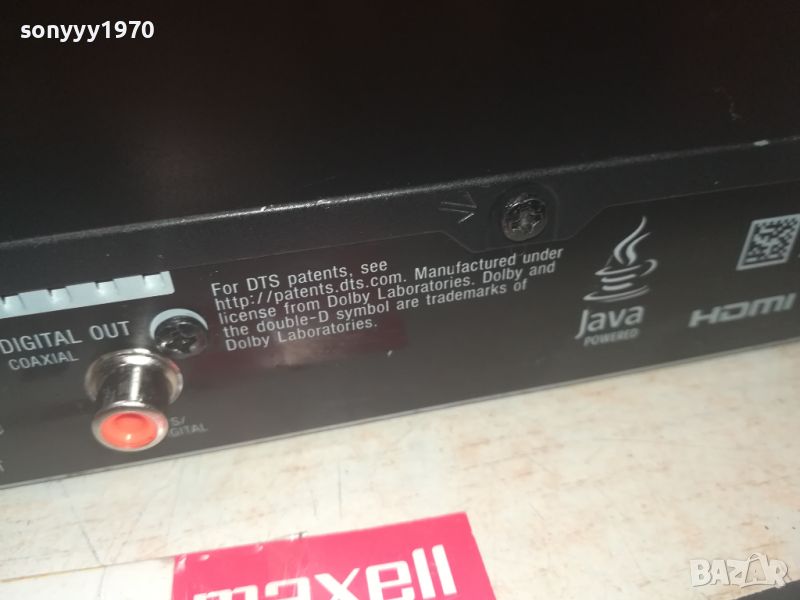 sonyyy1970
For DTS patents, see
http://patents.dts.com. Manufactured under
license from Dolby Laboratories. Dolby and
the double-D symbol are trademarks of
Dolby Laboratories.
DIGITAL OUT
COAXIAL
Java
POWERED
HDMI
maxell
BAZAR